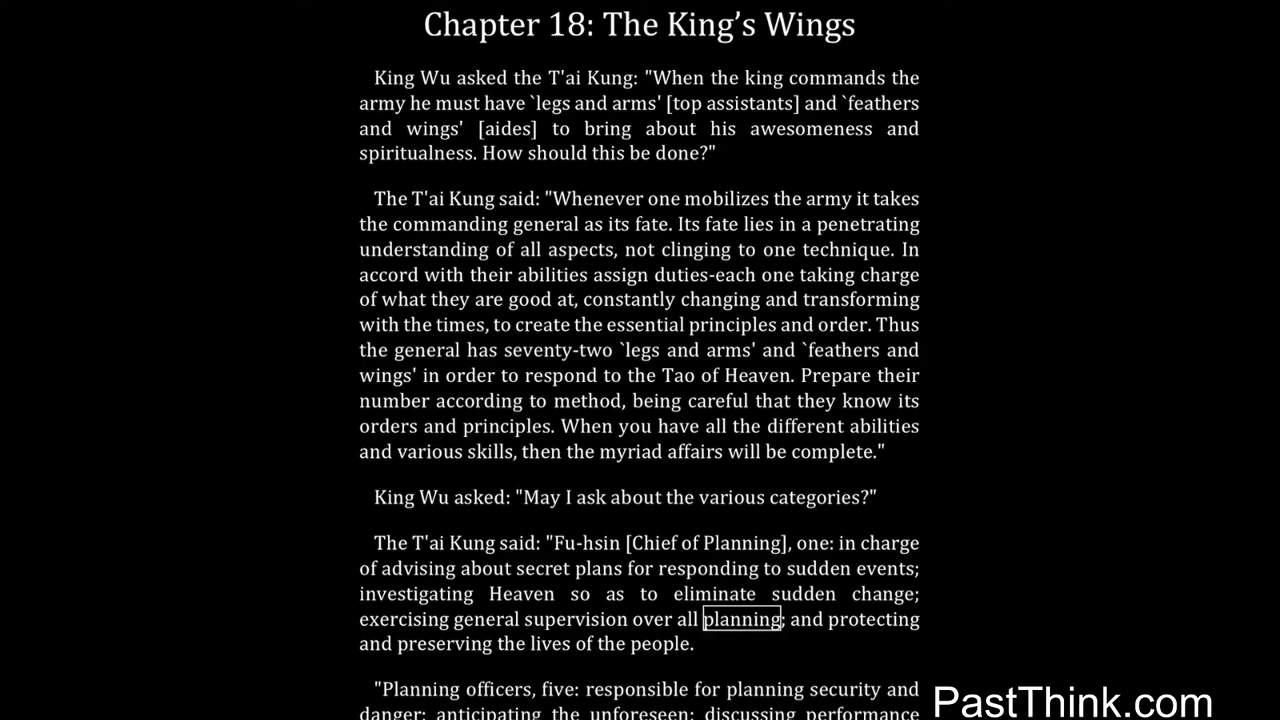 Chapter 18: The King’s Wings
King Wu asked the T'ai Kung: "When the king commands the
army he must have `legs and arms' [top assistants] and `feathers
and wings' [aides] to bring about his awesomeness and
spiritualness. How should this be done?"
The T'ai Kung said: "Whenever one mobilizes the army it takes
the commanding general as its fate. Its fate lies in a penetrating
understanding of all aspects, not clinging to one technique. In
accord with their abilities assign duties-each one taking charge
of what they are good at, constantly changing and transforming
with the times, to create the essential principles and order. Thus
the general has seventy-two `legs and arms' and `feathers and
wings' in order to respond to the Tao of Heaven. Prepare their
number according to method, being careful that they know its
orders and principles. When you have all the different abilities
and various skills, then the myriad affairs will be complete."
King Wu asked: "May I ask about the various categories?"
The T'ai Kung said: "Fu-hsin [Chief of Planning], one: in charge
of advising about secret plans for responding to sudden events;
investigating Heaven so as to eliminate sudden change;
exercising general supervision over all planning; and protecting
and preserving the lives of the people.
"Planning officers, five: responsible for planning security and
danger; anticipating the unforeseen; discussing performance
PastThink.com